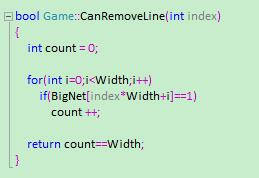 bool Game::CanRemoveLine(int index)
{
    int count = 0;

    for(int i=0;i<Width;i++)
        if(BigNet[index*Width+i]==1)
            count ++;

    return count==Width;
}